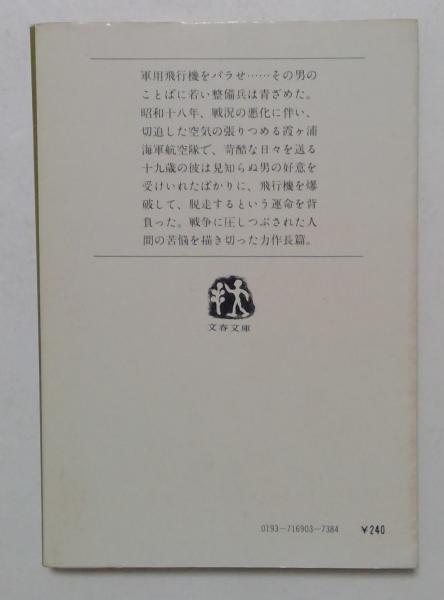 軍用飛行機をバラせ……その男の
ことばに若い整備兵は青ざめた。
昭和十八年、戦況の悪化に伴い、
切迫した空気の張りつめる霞ヶ浦
海軍航空隊で、苛酷な日々を送る
十九歳の彼は見知らぬ男の好意を
受けいれたばかりに、飛行機を爆
破して、脱走するという運命を背
負った。戦争に圧しつぶされた人
間の苦悩を描き切った力作長篇。
文春文庫
0193-716903-7384 ¥240